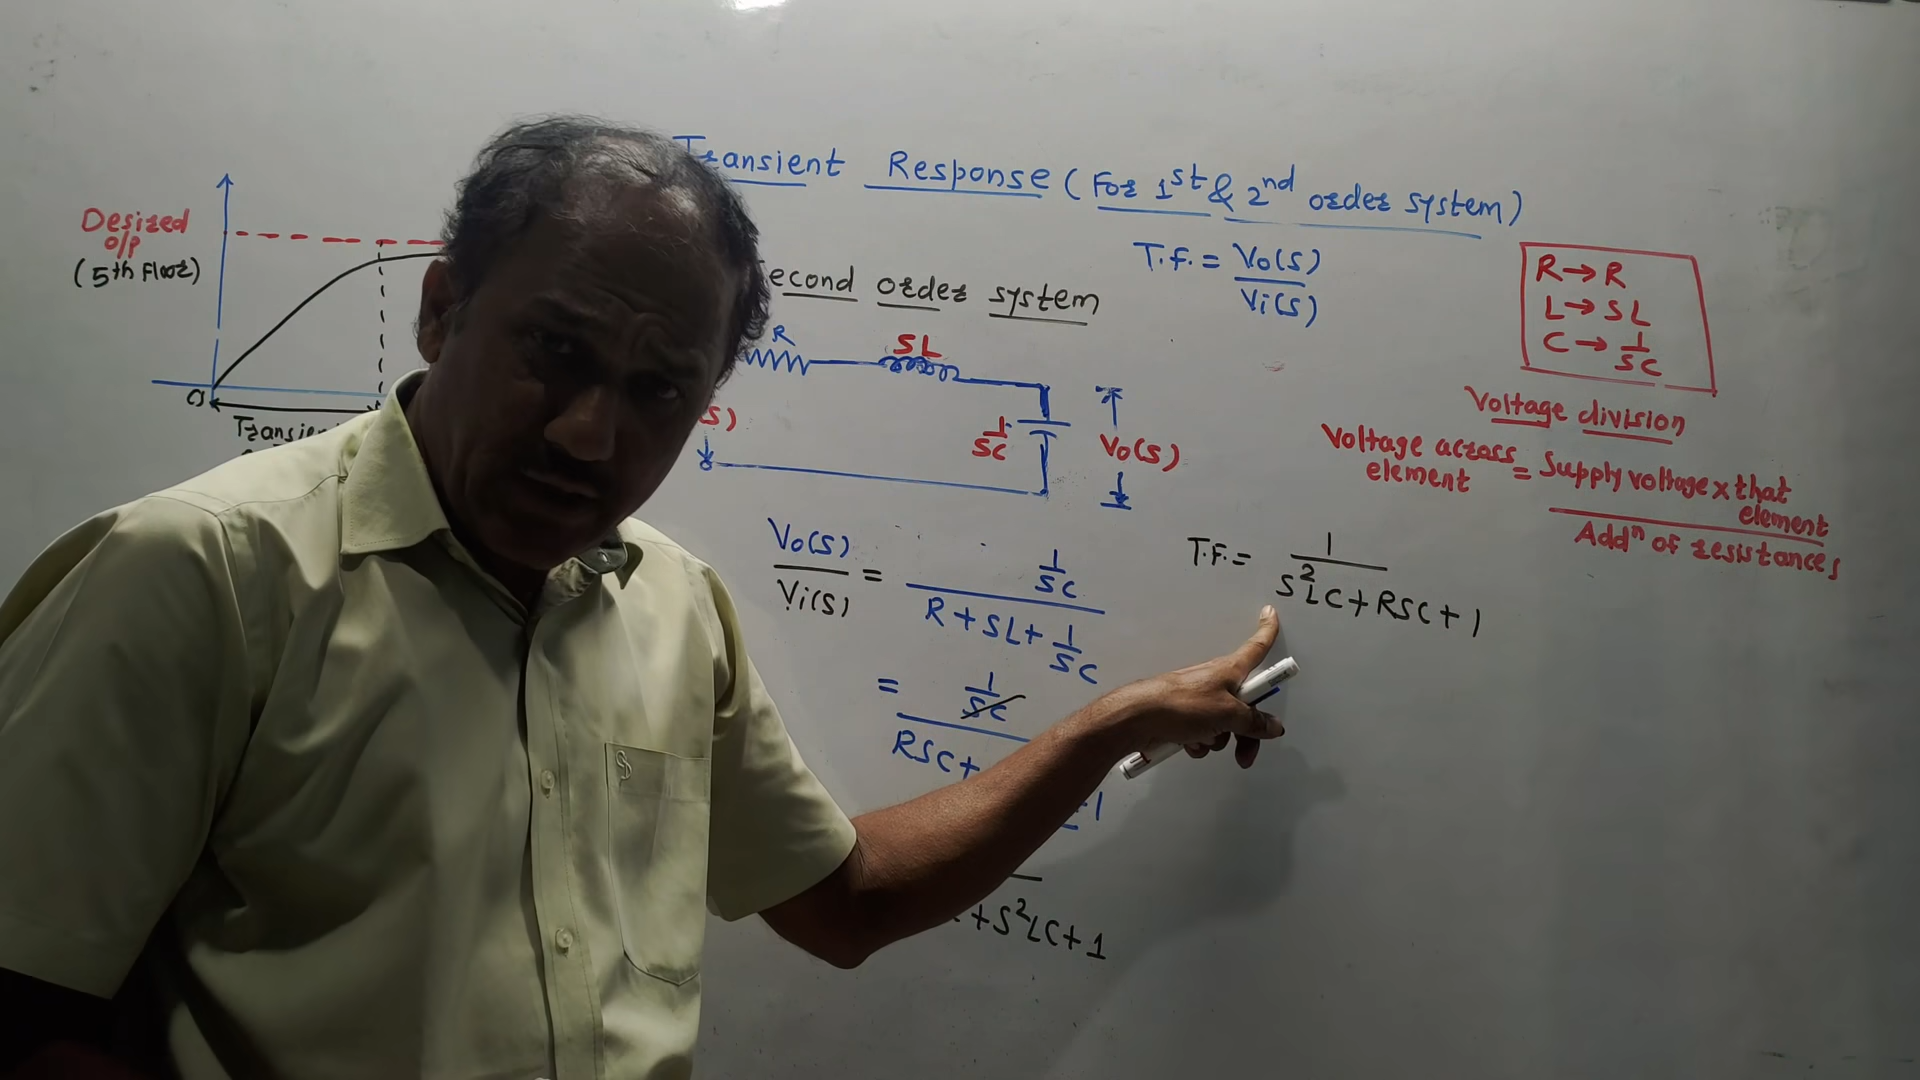 Transient Response (For 1st & 2nd order system)
Desired
o/p
(5th Floor)
0
econd order system
T.F. = Vo(s)
Vi(s)
R→R
L→SL
C→1/SC
R
SL
S)
1/SC
Vo(s)
Voltage division
Voltage across element = Supply voltage x that element
Addn of resistances
Vo(s)/Vi(s) = 1/SC
R+SL+1/SC
= 1/SC
RSC+
+1
+S²LC+1
T.F. = 1
S²LC+RSC+1